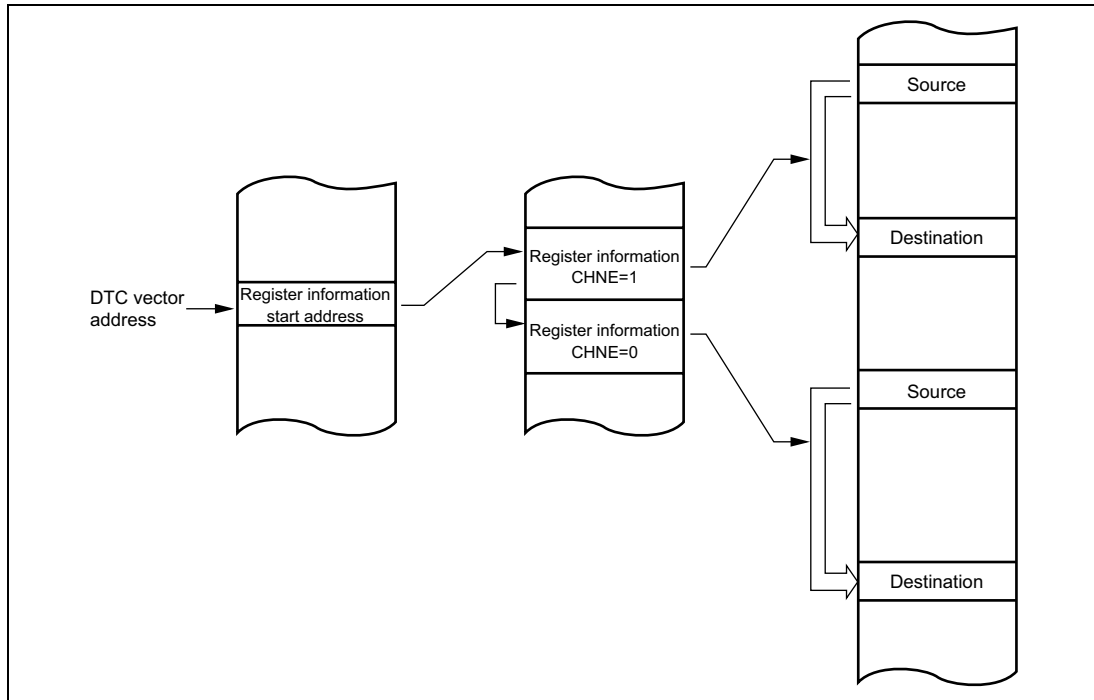 DTC vector
address
Register information
start address
Register information
CHNE=1
Register information
CHNE=0
Source
Destination
Source
Destination